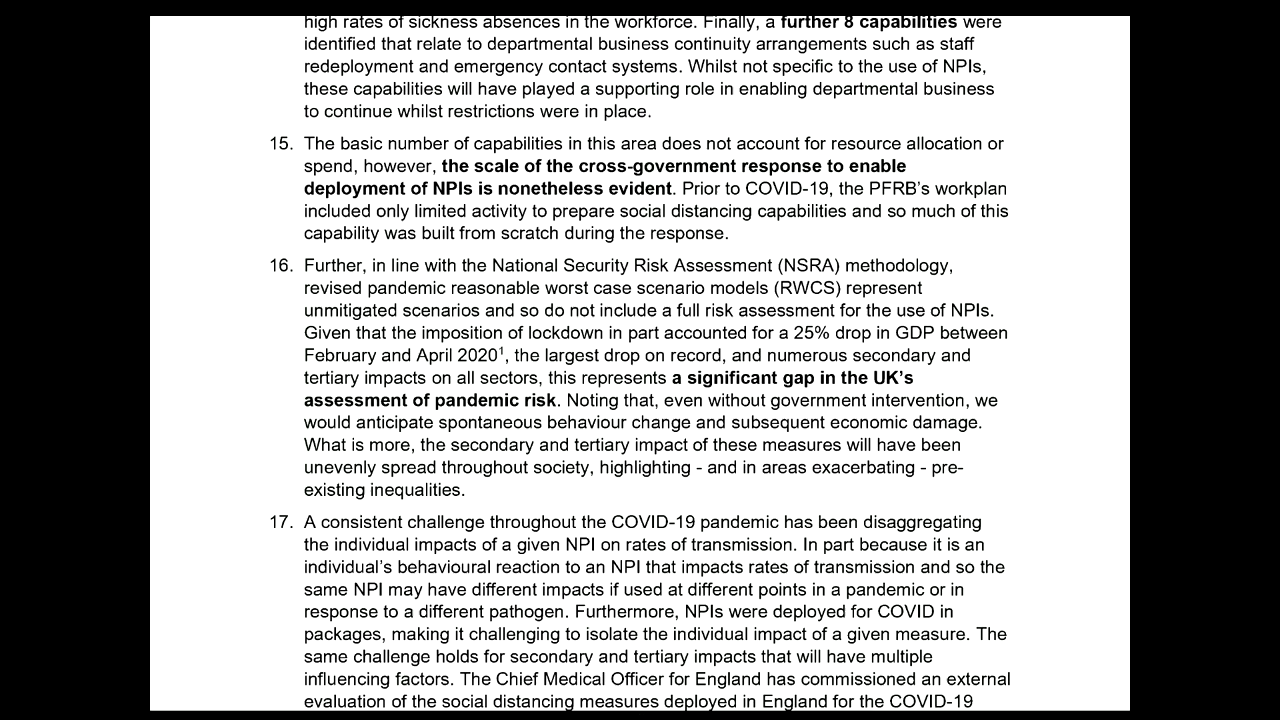 high rates of sickness absences in the workforce. Finally, a further 8 capabilities were
identified that relate to departmental business continuity arrangements such as staff
redeployment and emergency contact systems. Whilst not specific to the use of NPIs,
these capabilities will have played a supporting role in enabling departmental business
to continue whilst restrictions were in place.
15. The basic number of capabilities in this area does not account for resource allocation or
spend, however, the scale of the cross-government response to enable
deployment of NPIs is nonetheless evident. Prior to COVID-19, the PFRB's workplan
included only limited activity to prepare social distancing capabilities and so much of this
capability was built from scratch during the response.
16. Further, in line with the National Security Risk Assessment (NSRA) methodology,
revised pandemic reasonable worst case scenario models (RWCS) represent
unmitigated scenarios and so do not include a full risk assessment for the use of NPIs.
Given that the imposition of lockdown in part accounted for a 25% drop in GDP between
February and April 2020¹, the largest drop on record, and numerous secondary and
tertiary impacts on all sectors, this represents a significant gap in the UK's
assessment of pandemic risk. Noting that, even without government intervention, we
would anticipate spontaneous behaviour change and subsequent economic damage.
What is more, the secondary and tertiary impact of these measures will have been
unevenly spread throughout society, highlighting - and in areas exacerbating - pre-
existing inequalities.
17. A consistent challenge throughout the COVID-19 pandemic has been disaggregating
the individual impacts of a given NPI on rates of transmission. In part because it is an
individual's behavioural reaction to an NPI that impacts rates of transmission and so the
same NPI may have different impacts if used at different points in a pandemic or in
response to a different pathogen. Furthermore, NPIs were deployed for COVID in
packages, making it challenging to isolate the individual impact of a given measure. The
same challenge holds for secondary and tertiary impacts that will have multiple
influencing factors. The Chief Medical Officer for England has commissioned an external
evaluation of the social distancing measures deployed in England for the COVID-19